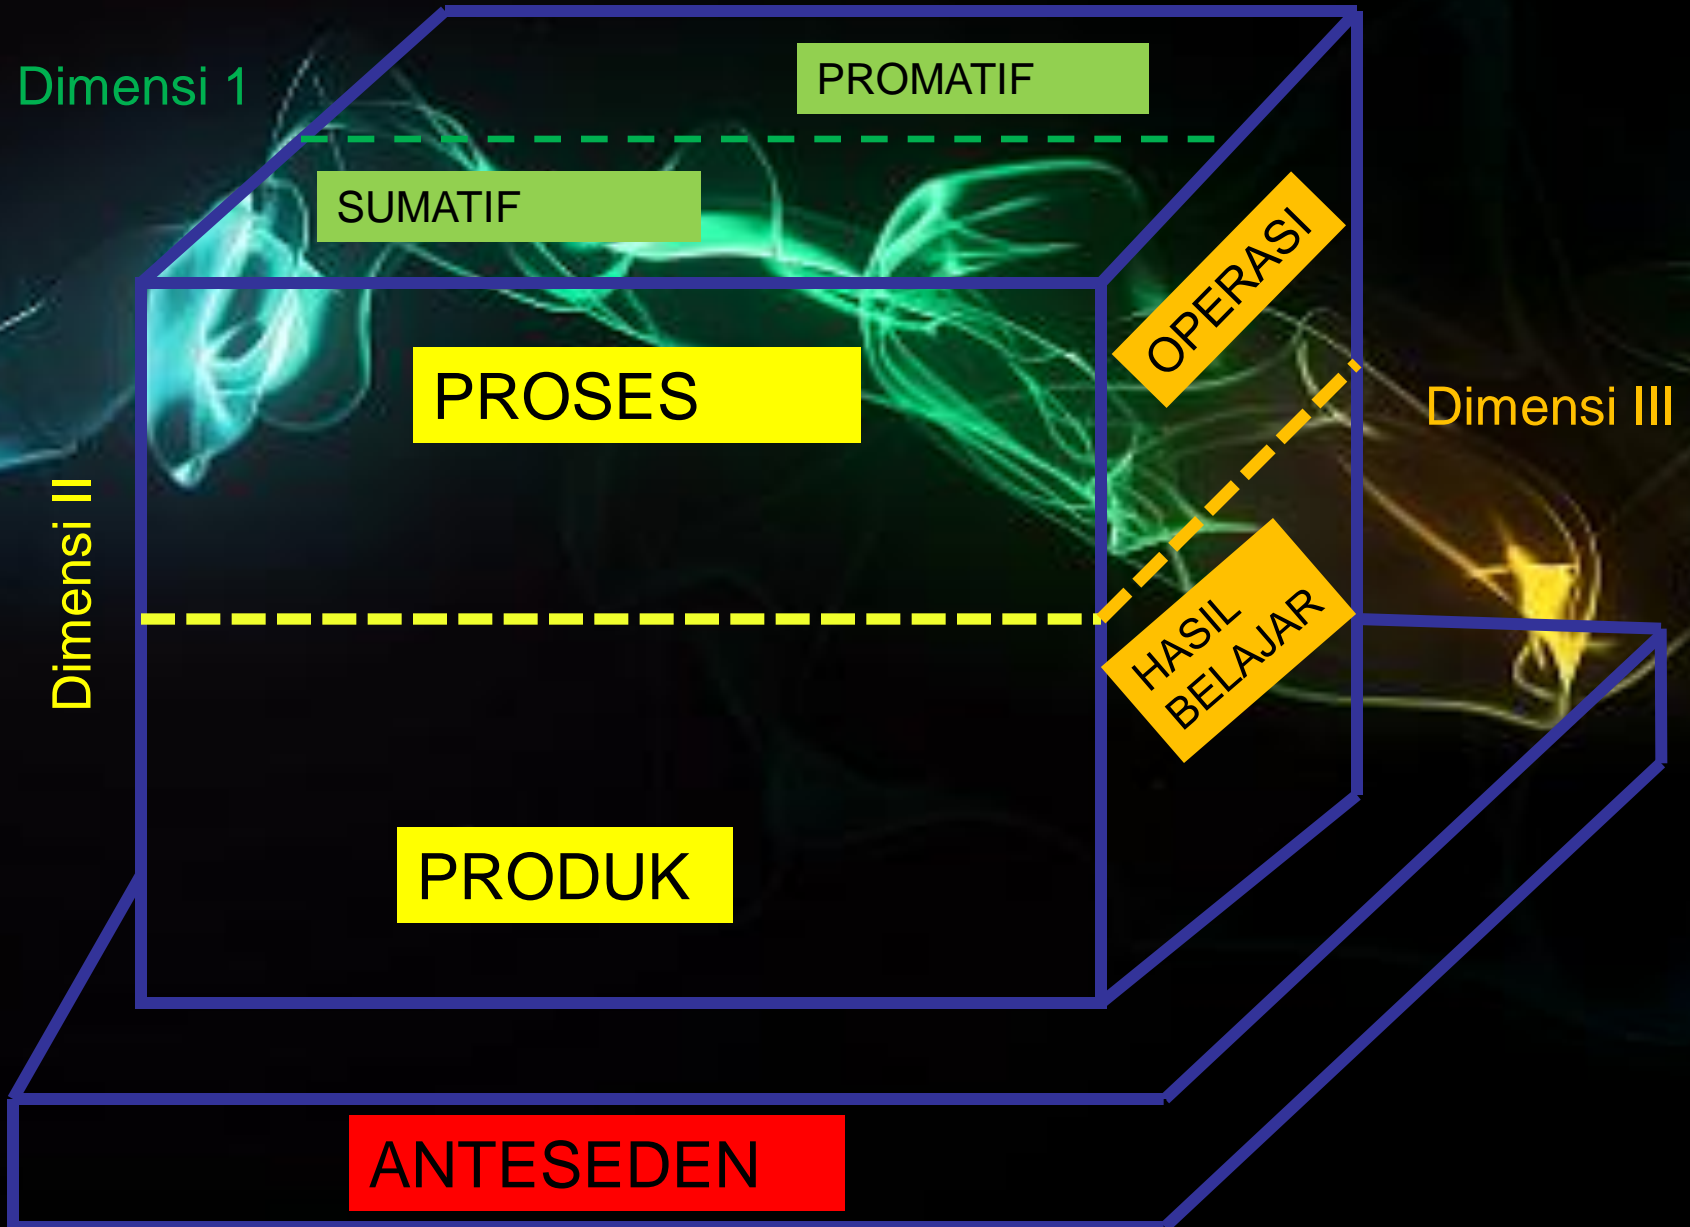 Dimensi 1
PROMATIF
SUMATIF
OPERASI
PROSES
Dimensi III
Dimensi II
HASIL
BELAJAR
PRODUK
ANTESEDEN